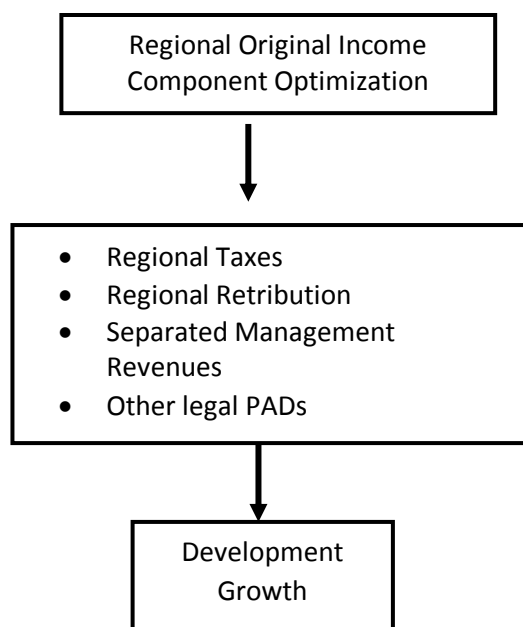 Regional Original Income
Component Optimization
• Regional Taxes
• Regional Retribution
• Separated Management
Revenues
• Other legal PADs
Development
Growth